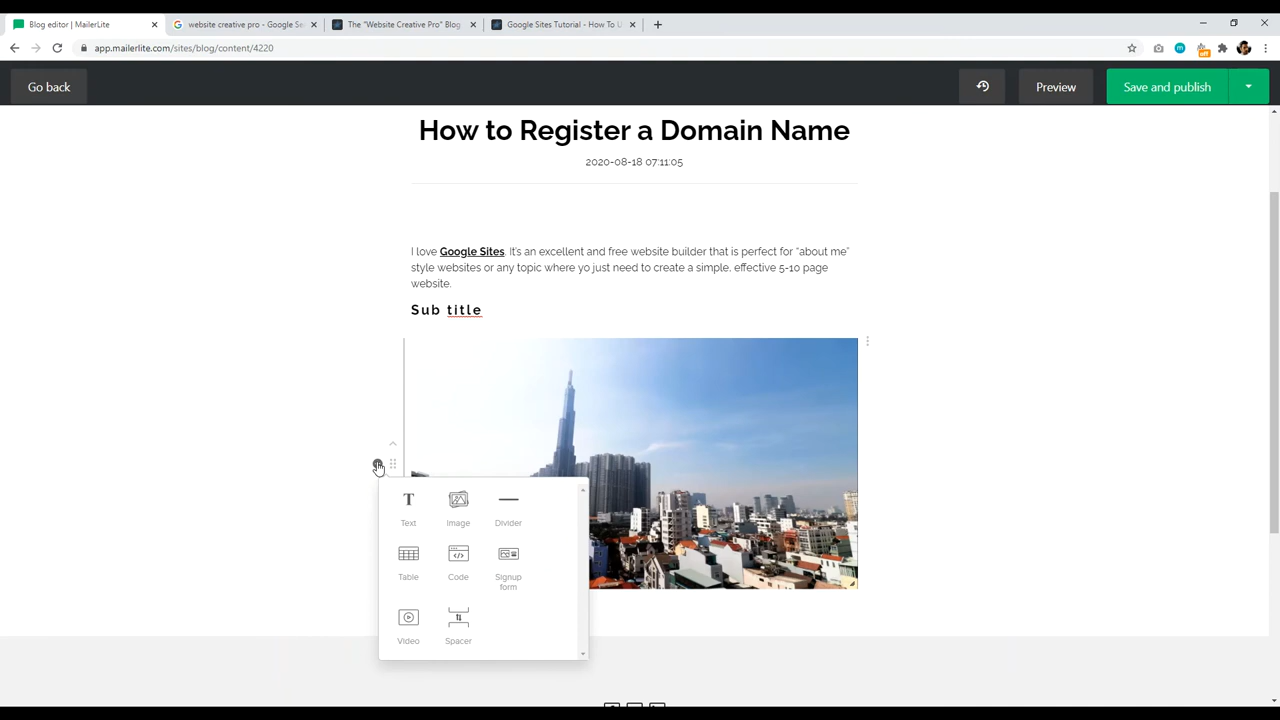 Blog editor | MailerLite
website creative pro - Google Se
The "Website Creative Pro" Blog
Google Sites Tutorial - How To U
app.mailerlite.com/sites/blog/content/4220
off
Go back
Preview
Save and publish
How to Register a Domain Name
2020-08-18 07:11:05
I love Google Sites. It's an excellent and free website builder that is perfect for "about me"
style websites or any topic where yo just need to create a simple, effective 5-10 page
website.
Sub title
Text
Image
Divider
Table
Code
Signup
form
Video
Spacer